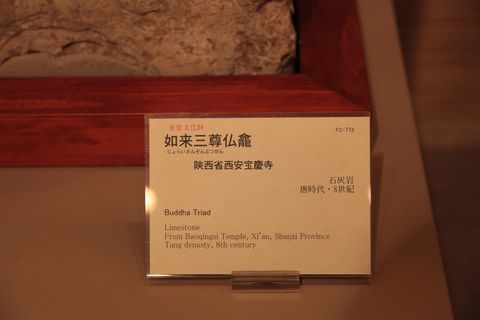 重要文化財
TC-773
如来三尊仏龕
にょらいさんぞんぶつがん
陝西省西安宝慶寺
石灰岩
唐時代・8世紀
Buddha Triad
Limestone
From Baoqingsi Temple, Xi'an, Shanxi Province
Tang dynasty, 8th century